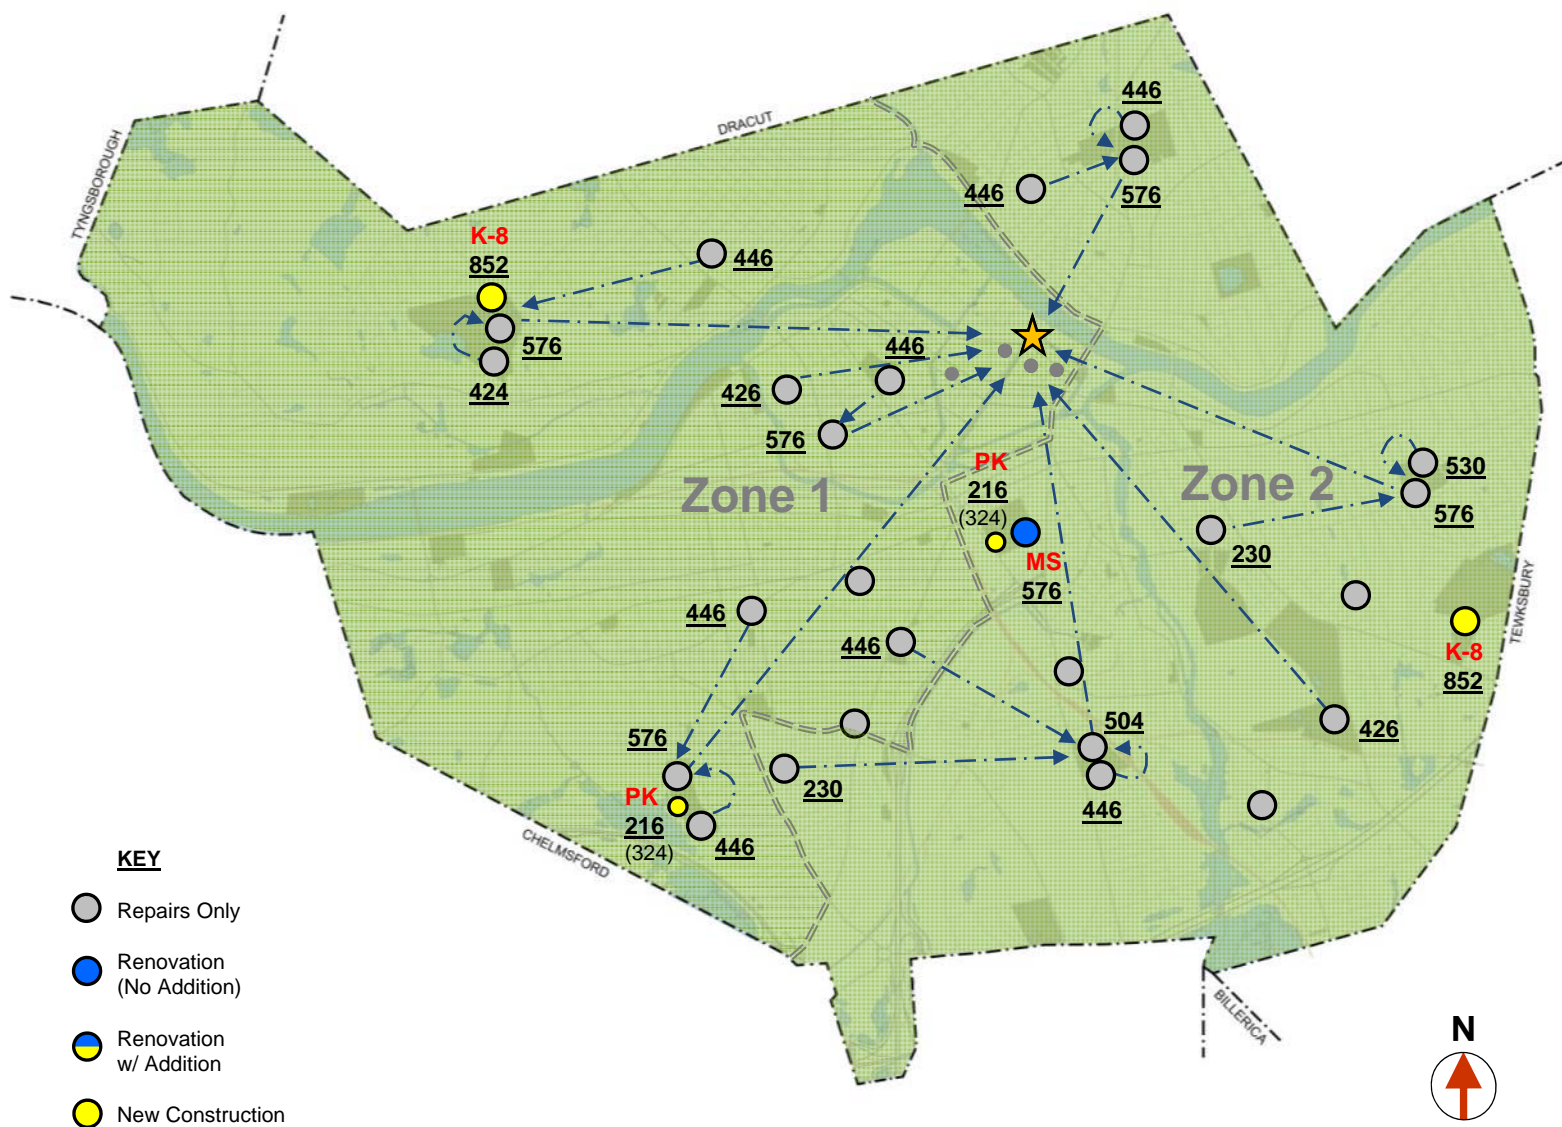 446
DRACUT
TYNGSBOROUGH
446
576
K-8
852
446
576
424
446
426
576
PK
216
(324)
MS
576
Zone 1
Zone 2
530
576
230
TEWKSBURY
K-8
852
446
446
504
426
576
230
446
PK
216
(324)
446
CHELMSFORD
BILLERICA
KEY
Repairs Only
Renovation
(No Addition)
Renovation
w/ Addition
New Construction
N